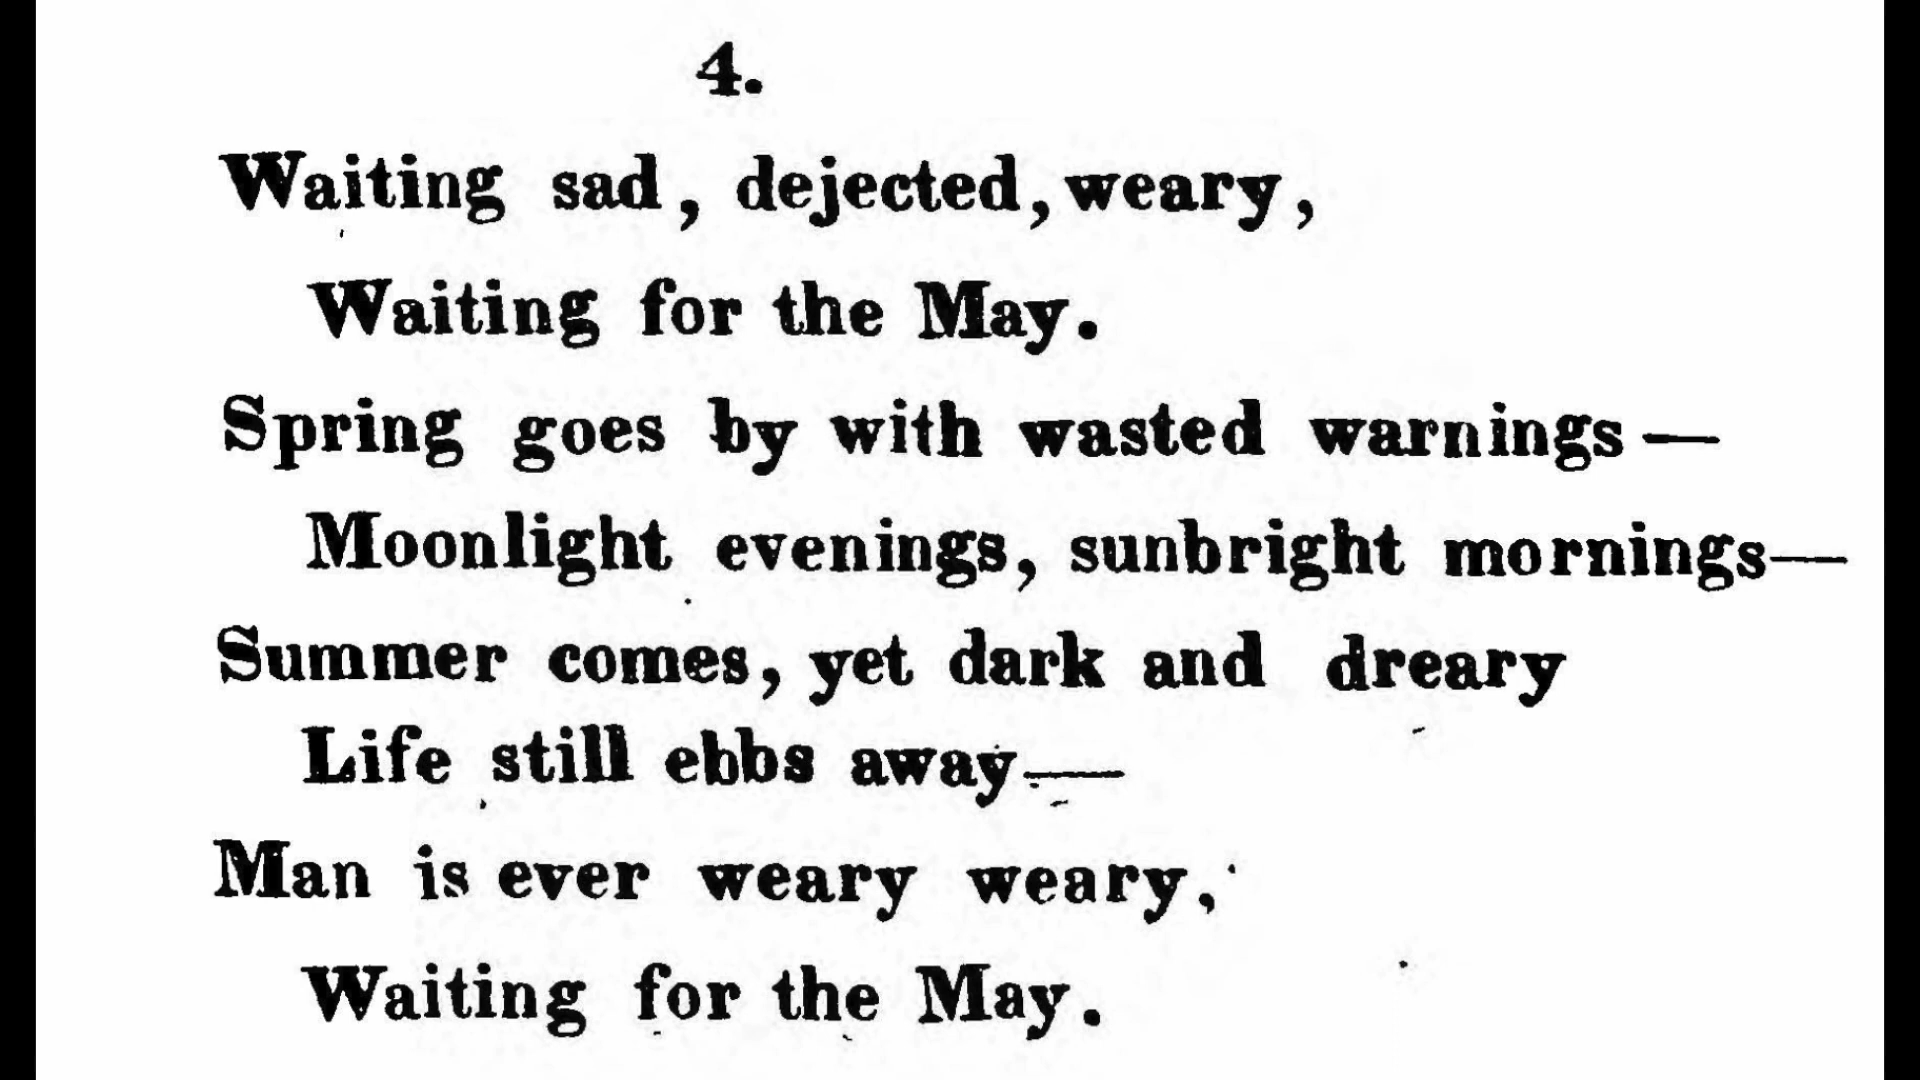 4.
Waiting sad, dejected, weary,
Waiting for the May.
Spring goes by with wasted warnings—
Moonlight evenings, sunbright mornings—
Summer comes, yet dark and dreary
Life still ebbs away—
Man is ever weary weary,
Waiting for the May.